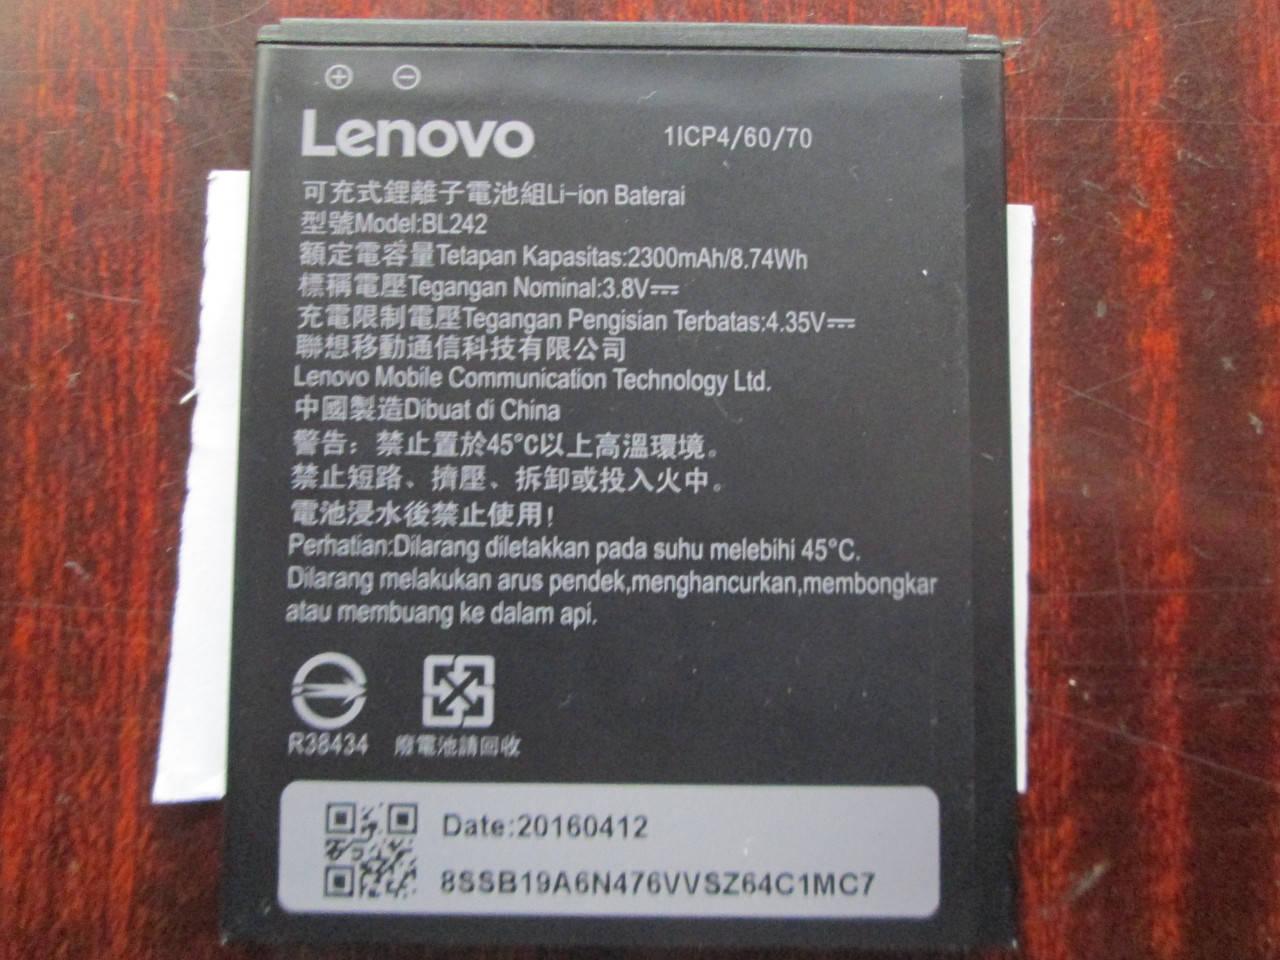 ⊕ ⊖
Lenovo 1ICP4/60/70
可充式鋰離子電池組Li-ion Baterai
型號Model:BL242
額定電容量Tetapan Kapasitas:2300mAh/8.74Wh
標稱電壓Tegangan Nominal:3.8V⎓
充電限制電壓Tegangan Pengisian Terbatas:4.35V⎓
聯想移動通信科技有限公司
Lenovo Mobile Communication Technology Ltd.
中國製造Dibuat di China
警告：禁止置於45°C以上高溫環境。
禁止短路、擠壓、拆卸或投入火中。
電池浸水後禁止使用!
Perhatian:Dilarang diletakkan pada suhu melebihi 45°C.
Dilarang melakukan arus pendek,menghancurkan,membongkar
atau membuang ke dalam api.
R38434 廢電池請回收
Date:20160412
8SSB19A6N476VVSZ64C1MC7